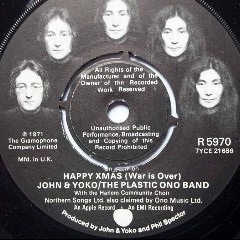 All Rights of the
Manufacturer and of the
Owner of the Recorded
Work Reserved
℗ 1971
The Gramophone
Company Limited
Mfd. in U.K.
Unauthorised Public
Performance, Broadcasting
and Copying of this
Record Prohibited
R 5970
7YCE 21686
HAPPY XMAS (War is Over)
JOHN & YOKO/THE PLASTIC ONO BAND
With the Harlem Community Choir
Northern Songs Ltd. also claimed by Ono Music Ltd.
An Apple Record · An EMI Recording
Produced by John & Yoko and Phil Spector